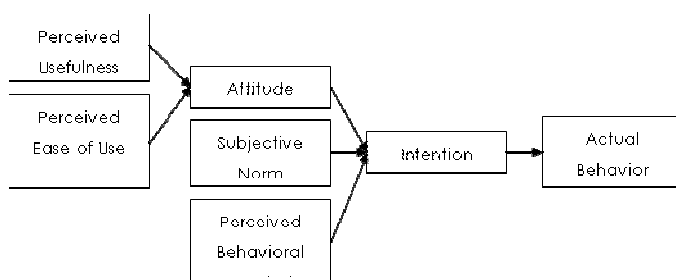 Perceived
Usefulness
Perceived
Ease of Use
Attitude
Subjective
Norm
Perceived
Behavioral
Intention
Actual
Behavior